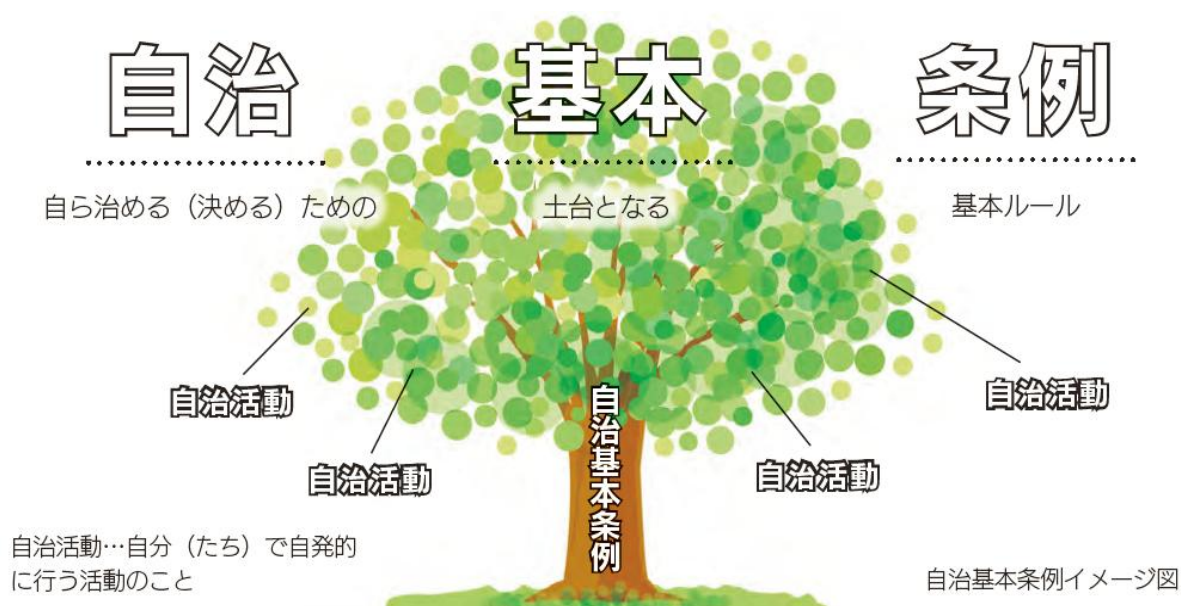 自治 基本 条例
自ら治める（決める）ための 土台となる 基本ルール
自治活動
自治活動
自治活動
自治活動
自治基本条例
自治活動…自分（たち）で自発的
に行う活動のこと
自治基本条例イメージ図